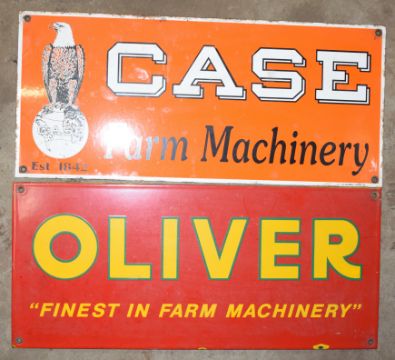 CASE
Farm Machinery
Est. 1842
OLIVER
"FINEST IN FARM MACHINERY"